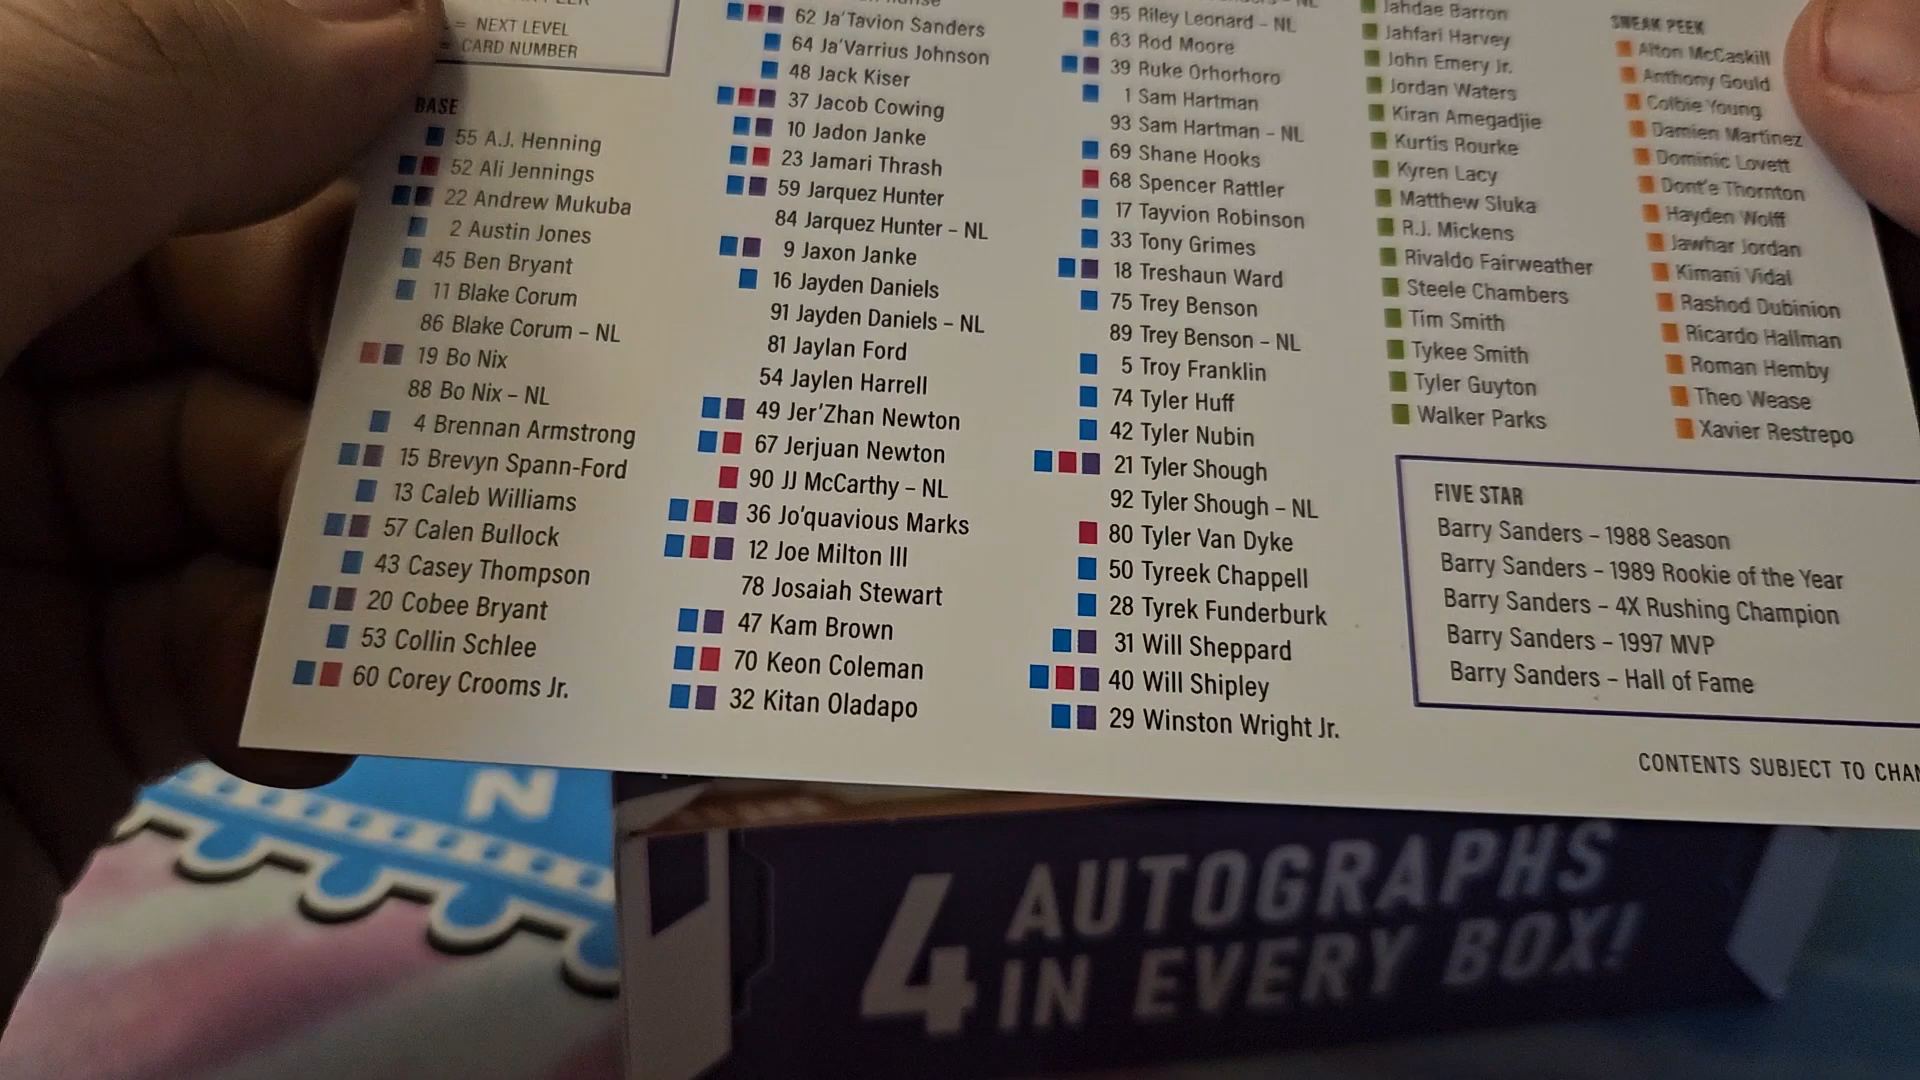 = NEXT LEVEL
= CARD NUMBER
BASE
55 A.J. Henning
52 Ali Jennings
22 Andrew Mukuba
2 Austin Jones
45 Ben Bryant
11 Blake Corum
86 Blake Corum – NL
19 Bo Nix
88 Bo Nix – NL
4 Brennan Armstrong
15 Brevyn Spann-Ford
13 Caleb Williams
57 Calen Bullock
43 Casey Thompson
20 Cobee Bryant
53 Collin Schlee
60 Corey Crooms Jr.
62 Ja'Tavion Sanders
64 Ja'Varrius Johnson
48 Jack Kiser
37 Jacob Cowing
10 Jadon Janke
23 Jamari Thrash
59 Jarquez Hunter
84 Jarquez Hunter – NL
9 Jaxon Janke
16 Jayden Daniels
91 Jayden Daniels – NL
81 Jaylan Ford
54 Jaylen Harrell
49 Jer'Zhan Newton
67 Jerjuan Newton
90 JJ McCarthy – NL
36 Jo'quavious Marks
12 Joe Milton III
78 Josaiah Stewart
47 Kam Brown
70 Keon Coleman
32 Kitan Oladapo
95 Riley Leonard – NL
63 Rod Moore
39 Ruke Orhorhoro
1 Sam Hartman
93 Sam Hartman – NL
69 Shane Hooks
68 Spencer Rattler
17 Tayvion Robinson
33 Tony Grimes
18 Treshaun Ward
75 Trey Benson
89 Trey Benson – NL
5 Troy Franklin
74 Tyler Huff
42 Tyler Nubin
21 Tyler Shough
92 Tyler Shough – NL
80 Tyler Van Dyke
50 Tyreek Chappell
28 Tyrek Funderburk
31 Will Sheppard
40 Will Shipley
29 Winston Wright Jr.
Jahdae Barron
Jahfari Harvey
John Emery Jr.
Jordan Waters
Kiran Amegadjie
Kurtis Rourke
Kyren Lacy
Matthew Sluka
R.J. Mickens
Rivaldo Fairweather
Steele Chambers
Tim Smith
Tykee Smith
Tyler Guyton
Walker Parks
SNEAK PEEK
Alton McCaskill
Anthony Gould
Colbie Young
Damien Martinez
Dominic Lovett
Dont'e Thornton
Hayden Wolff
Jawhar Jordan
Kimani Vidal
Rashod Dubinion
Ricardo Hallman
Roman Hemby
Theo Wease
Xavier Restrepo
FIVE STAR
Barry Sanders – 1988 Season
Barry Sanders – 1989 Rookie of the Year
Barry Sanders – 4X Rushing Champion
Barry Sanders – 1997 MVP
Barry Sanders – Hall of Fame
CONTENTS SUBJECT TO CHAN
N
4 AUTOGRAPHS
IN EVERY BOX!